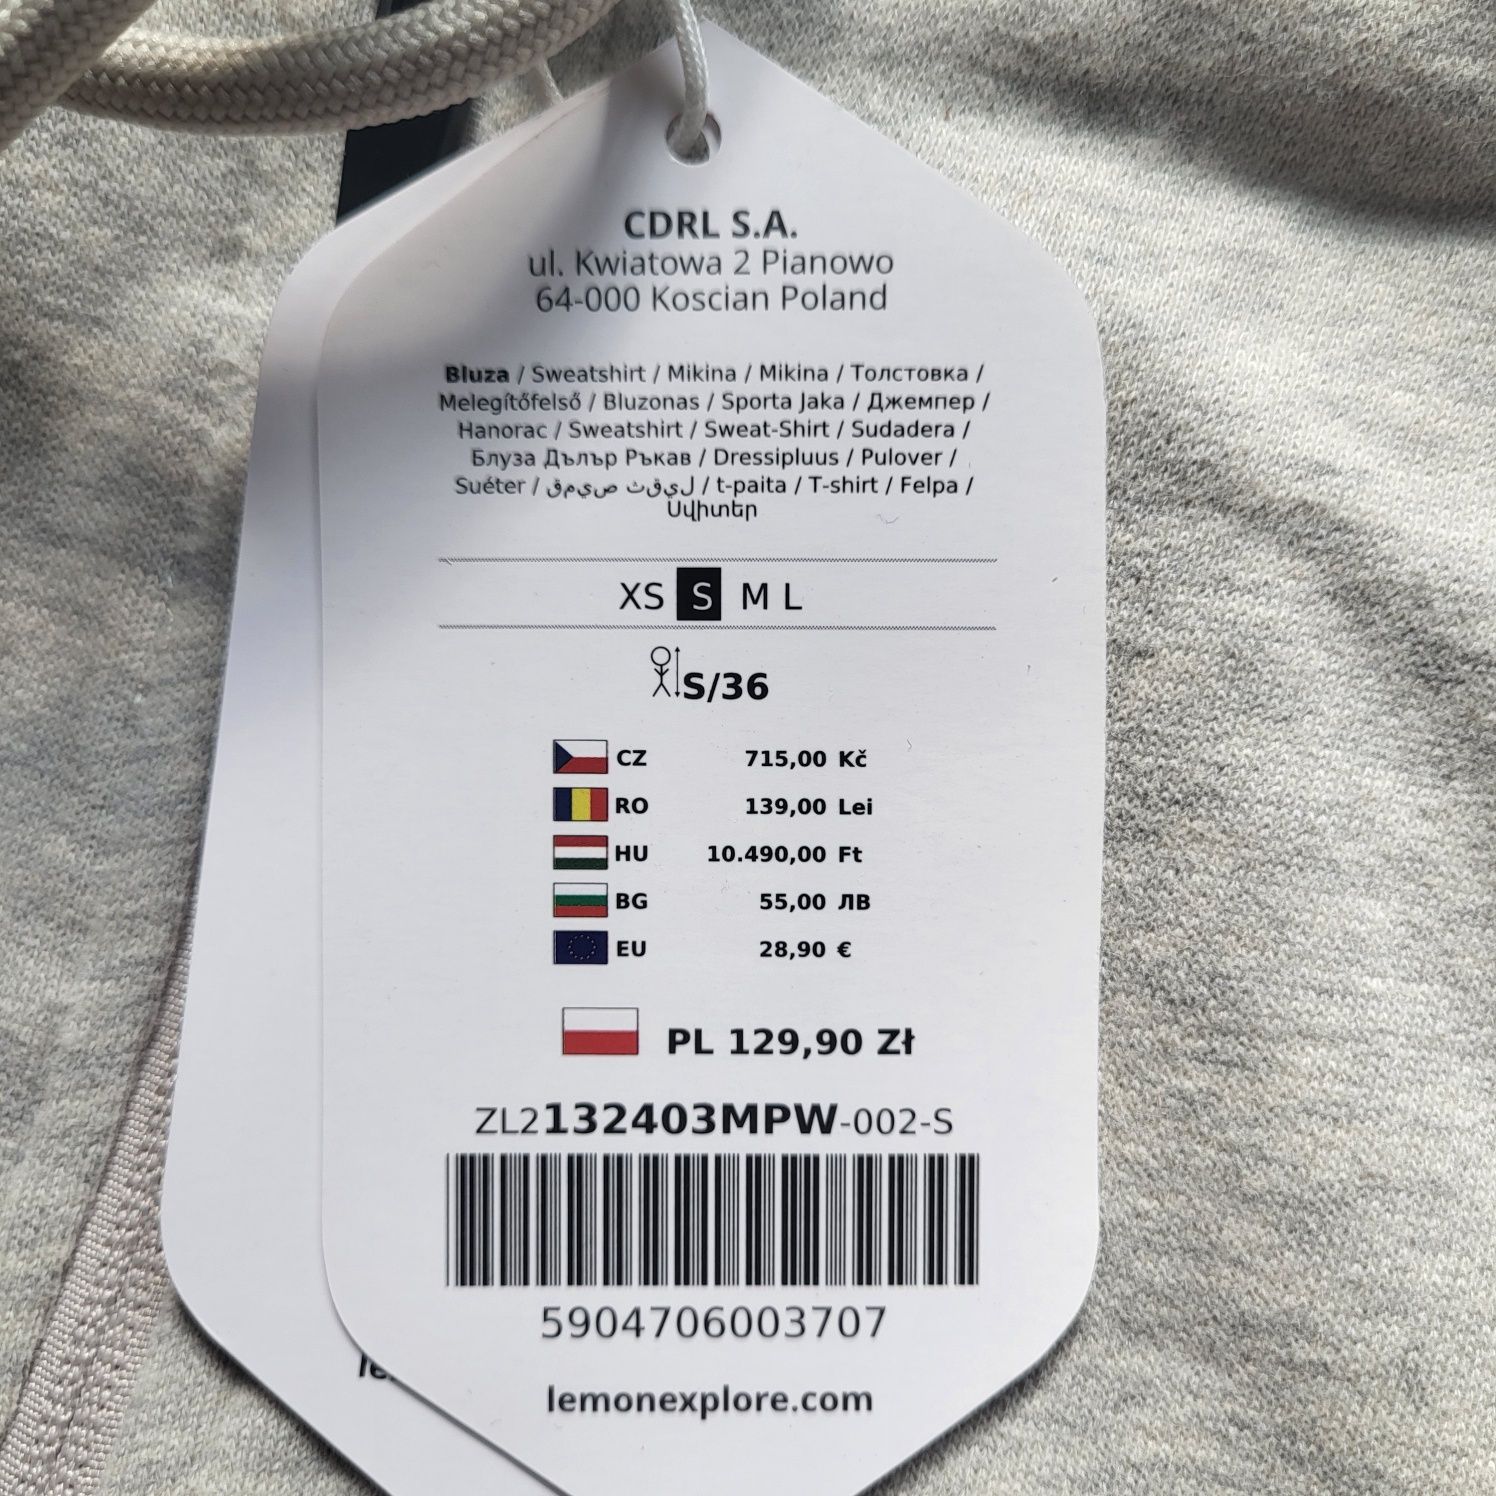 CDRL S.A.
ul. Kwiatowa 2 Pianowo
64-000 Koscian Poland
Bluza / Sweatshirt / Mikina / Mikina / Толстовка /
Melegítőfelső / Bluzonas / Sporta Jaka / Джемпер /
Hanorac / Sweatshirt / Sweat-Shirt / Sudadera /
Блуза Дълър Ръкав / Dressipluus / Pulover /
Suéter / / t-paita / T-shirt / Felpa /
Սվիտեր
XS S M L
S/36
CZ 715,00 Kč
RO 139,00 Lei
HU 10.490,00 Ft
BG 55,00 ЛВ
EU 28,90 €
PL 129,90 Zł
ZL2132403MPW-002-S
5904706003707
lemonexplore.com